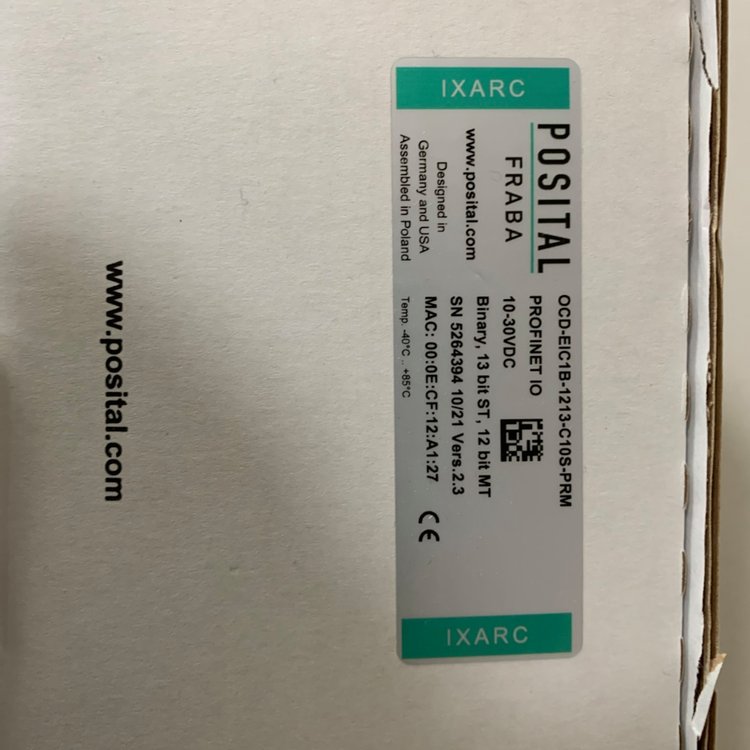 IXARC
POSITAL
FRABA
www.posital.com
Designed in
Germany and USA
Assembled in Poland
OCD-EIC1B-1213-C10S-PRM
PROFINET IO
10-30VDC
Binary, 13 bit ST, 12 bit MT
SN 5264394 10/21 Vers.2.3
MAC: 00:0E:CF:12:A1:27
Temp. -40°C .. +85°C
CE
IXARC
www.posital.com